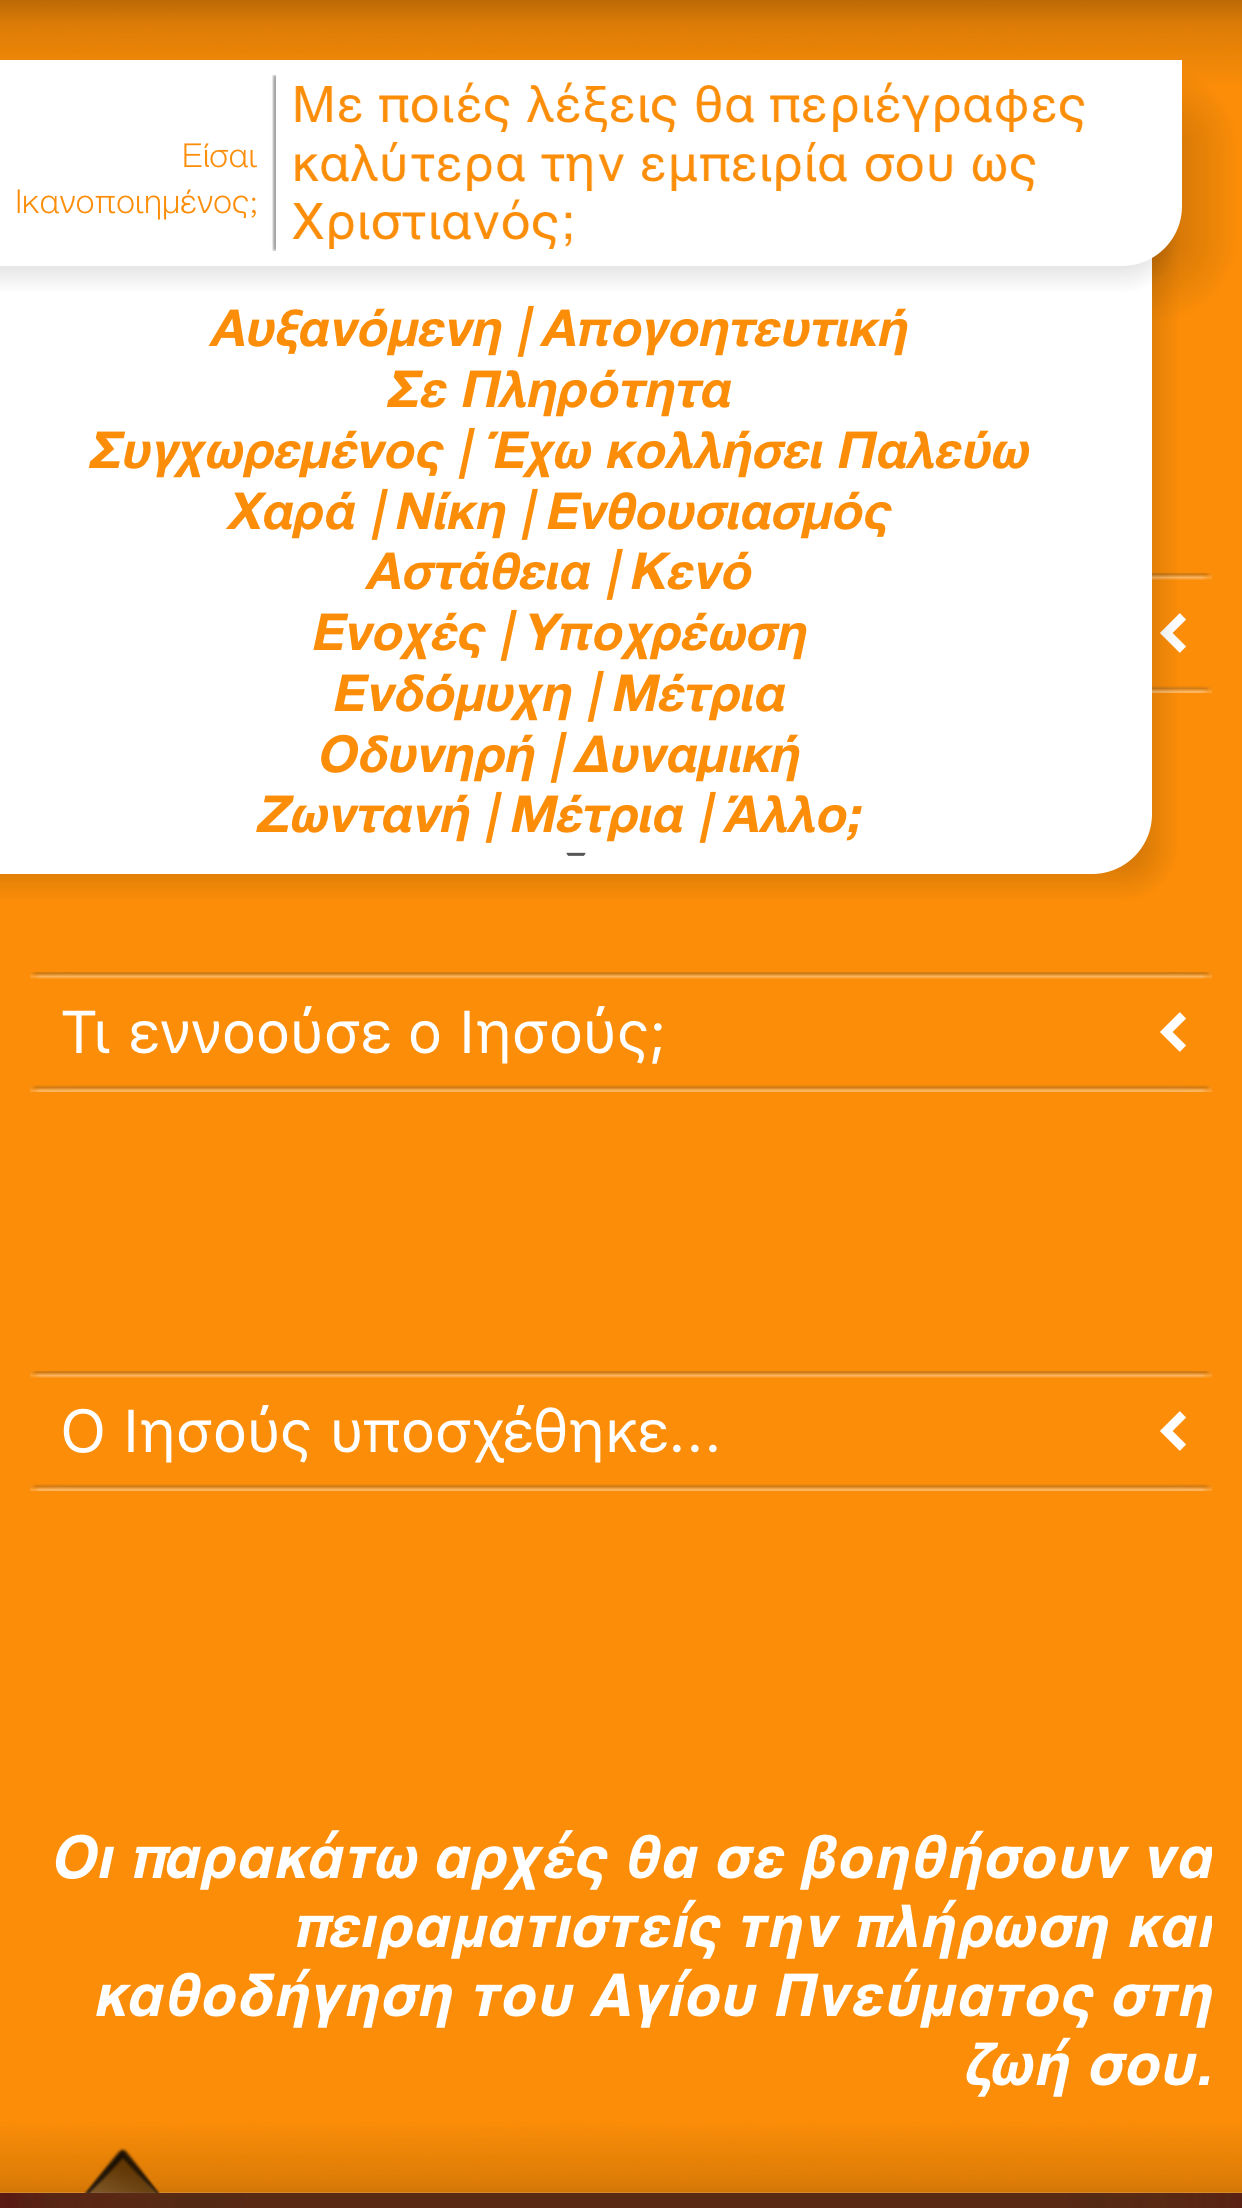 Είσαι
Ικανοποιημένος;
Με ποιές λέξεις θα περιέγραφες
καλύτερα την εμπειρία σου ως
Χριστιανός;
Αυξανόμενη | Απογοητευτική
Σε Πληρότητα
Συγχωρεμένος | Έχω κολλήσει Παλεύω
Χαρά | Νίκη | Ενθουσιασμός
Αστάθεια | Κενό
Ενοχές | Υποχρέωση
Ενδόμυχη | Μέτρια
Οδυνηρή | Δυναμική
Ζωντανή | Μέτρια | Άλλο;
Τι εννοούσε ο Ιησούς;
Ο Ιησούς υποσχέθηκε...
Οι παρακάτω αρχές θα σε βοηθήσουν να
πειραματιστείς την πλήρωση και
καθοδήγηση του Αγίου Πνεύματος στη
ζωή σου.